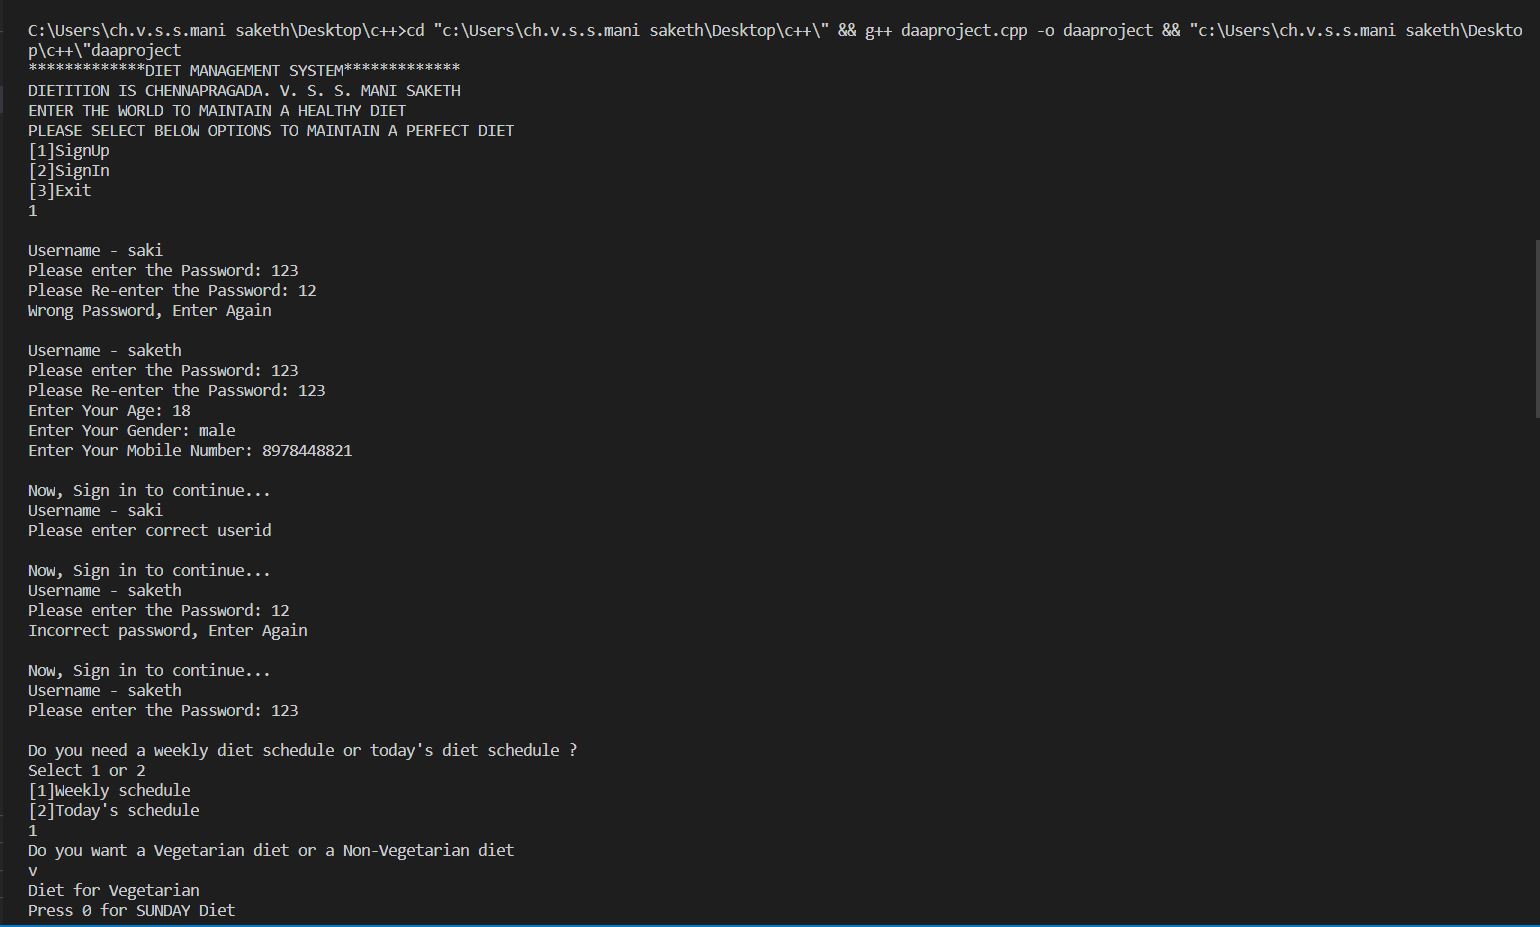 C:\Users\ch.v.s.s.mani saketh\Desktop\c++>cd "c:\Users\ch.v.s.s.mani saketh\Desktop\c++\" && g++ daaproject.cpp -o daaproject && "c:\Users\ch.v.s.s.mani saketh\Deskto
p\c++\"daaproject
*************DIET MANAGEMENT SYSTEM*************
DIETITION IS CHENNAPRAGADA. V. S. S. MANI SAKETH
ENTER THE WORLD TO MAINTAIN A HEALTHY DIET
PLEASE SELECT BELOW OPTIONS TO MAINTAIN A PERFECT DIET
[1]SignUp
[2]SignIn
[3]Exit
1
Username - saki
Please enter the Password: 123
Please Re-enter the Password: 12
Wrong Password, Enter Again
Username - saketh
Please enter the Password: 123
Please Re-enter the Password: 123
Enter Your Age: 18
Enter Your Gender: male
Enter Your Mobile Number: 8978448821
Now, Sign in to continue...
Username - saki
Please enter correct userid
Now, Sign in to continue...
Username - saketh
Please enter the Password: 12
Incorrect password, Enter Again
Now, Sign in to continue...
Username - saketh
Please enter the Password: 123
Do you need a weekly diet schedule or today's diet schedule ?
Select 1 or 2
[1]Weekly schedule
[2]Today's schedule
1
Do you want a Vegetarian diet or a Non-Vegetarian diet
v
Diet for Vegetarian
Press 0 for SUNDAY Diet